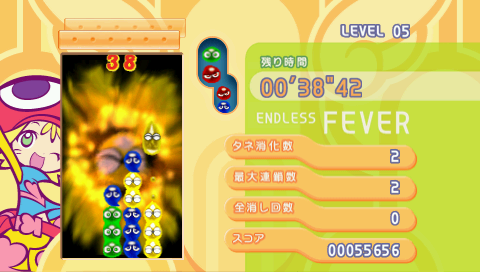 LEVEL 05
38
残り時間
00'38"42
ENDLESS FEVER
タネ消化数
2
最大連鎖数
2
全消し回数
0
スコア
00055656